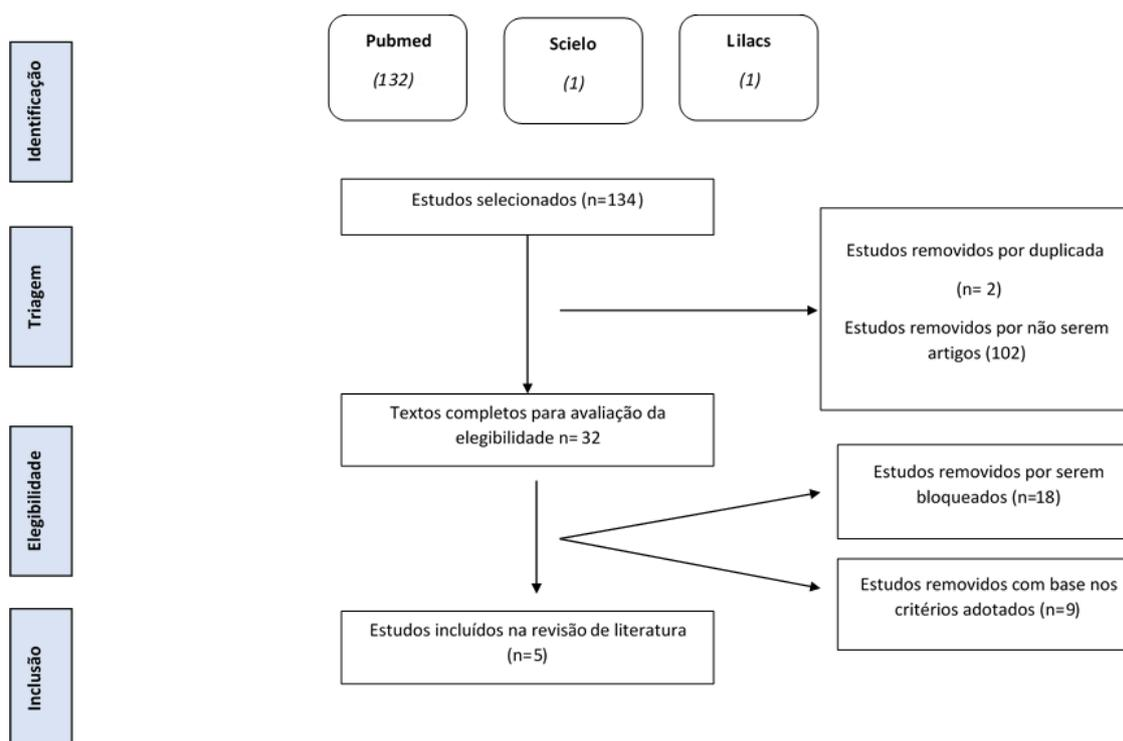 Identificação
Pubmed
(132)
Scielo
(1)
Lilacs
(1)
Triagem
Estudos selecionados (n=134)
Estudos removidos por duplicada
(n= 2)
Estudos removidos por não serem
artigos (102)
Elegibilidade
Textos completos para avaliação da
elegibilidade n= 32
Estudos removidos por serem
bloqueados (n=18)
Estudos removidos com base nos
critérios adotados (n=9)
Inclusão
Estudos incluídos na revisão de literatura
(n=5)